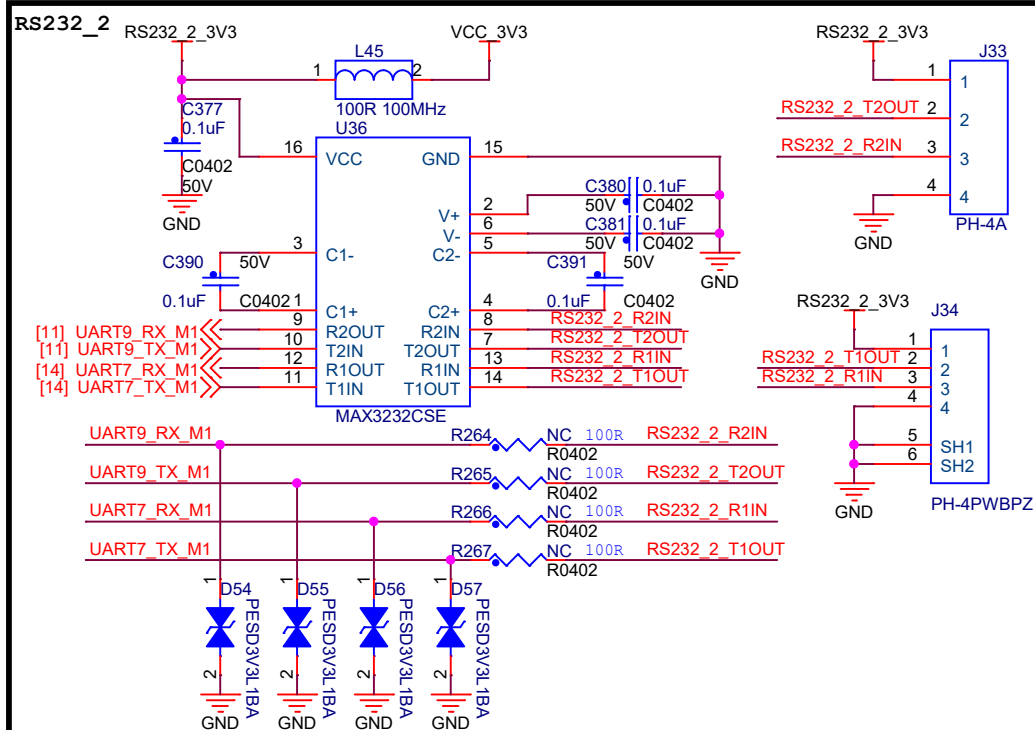 RS232_2
RS232_2_3V3
VCC_3V3
L45
1
2
100R 100MHz
C377
0.1uF
C0402
50V
GND
U36
16
VCC
GND
15
2
V+
6
V-
5
C2-
3
C1-
4
C2+
1
C1+
C380
0.1uF
50V
C0402
C381
0.1uF
50V
C0402
GND
C390
50V
0.1uF
C0402
C391
50V
0.1uF
C0402
[11] UART9_RX_M1
9
R2OUT
R2IN
8
RS232_2_R2IN
[11] UART9_TX_M1
10
T2IN
T2OUT
7
RS232_2_T2OUT
[14] UART7_RX_M1
12
R1OUT
R1IN
13
RS232_2_R1IN
[14] UART7_TX_M1
11
T1IN
T1OUT
14
RS232_2_T1OUT
MAX3232CSE
RS232_2_3V3
J33
1
1
RS232_2_T2OUT
2
2
RS232_2_R2IN
3
3
4
4
GND
PH-4A
RS232_2_3V3
J34
1
1
RS232_2_T1OUT
2
2
RS232_2_R1IN
3
3
4
4
5
SH1
6
SH2
GND
PH-4PWBPZ
UART9_RX_M1
R264
NC
100R
RS232_2_R2IN
R0402
UART9_TX_M1
R265
NC
100R
RS232_2_T2OUT
R0402
UART7_RX_M1
R266
NC
100R
RS232_2_R1IN
R0402
UART7_TX_M1
R267
NC
100R
RS232_2_T1OUT
R0402
1
D54
PESD3V3L1BA
2
GND
1
D55
PESD3V3L1BA
2
GND
1
D56
PESD3V3L1BA
2
GND
1
D57
PESD3V3L1BA
2
GND